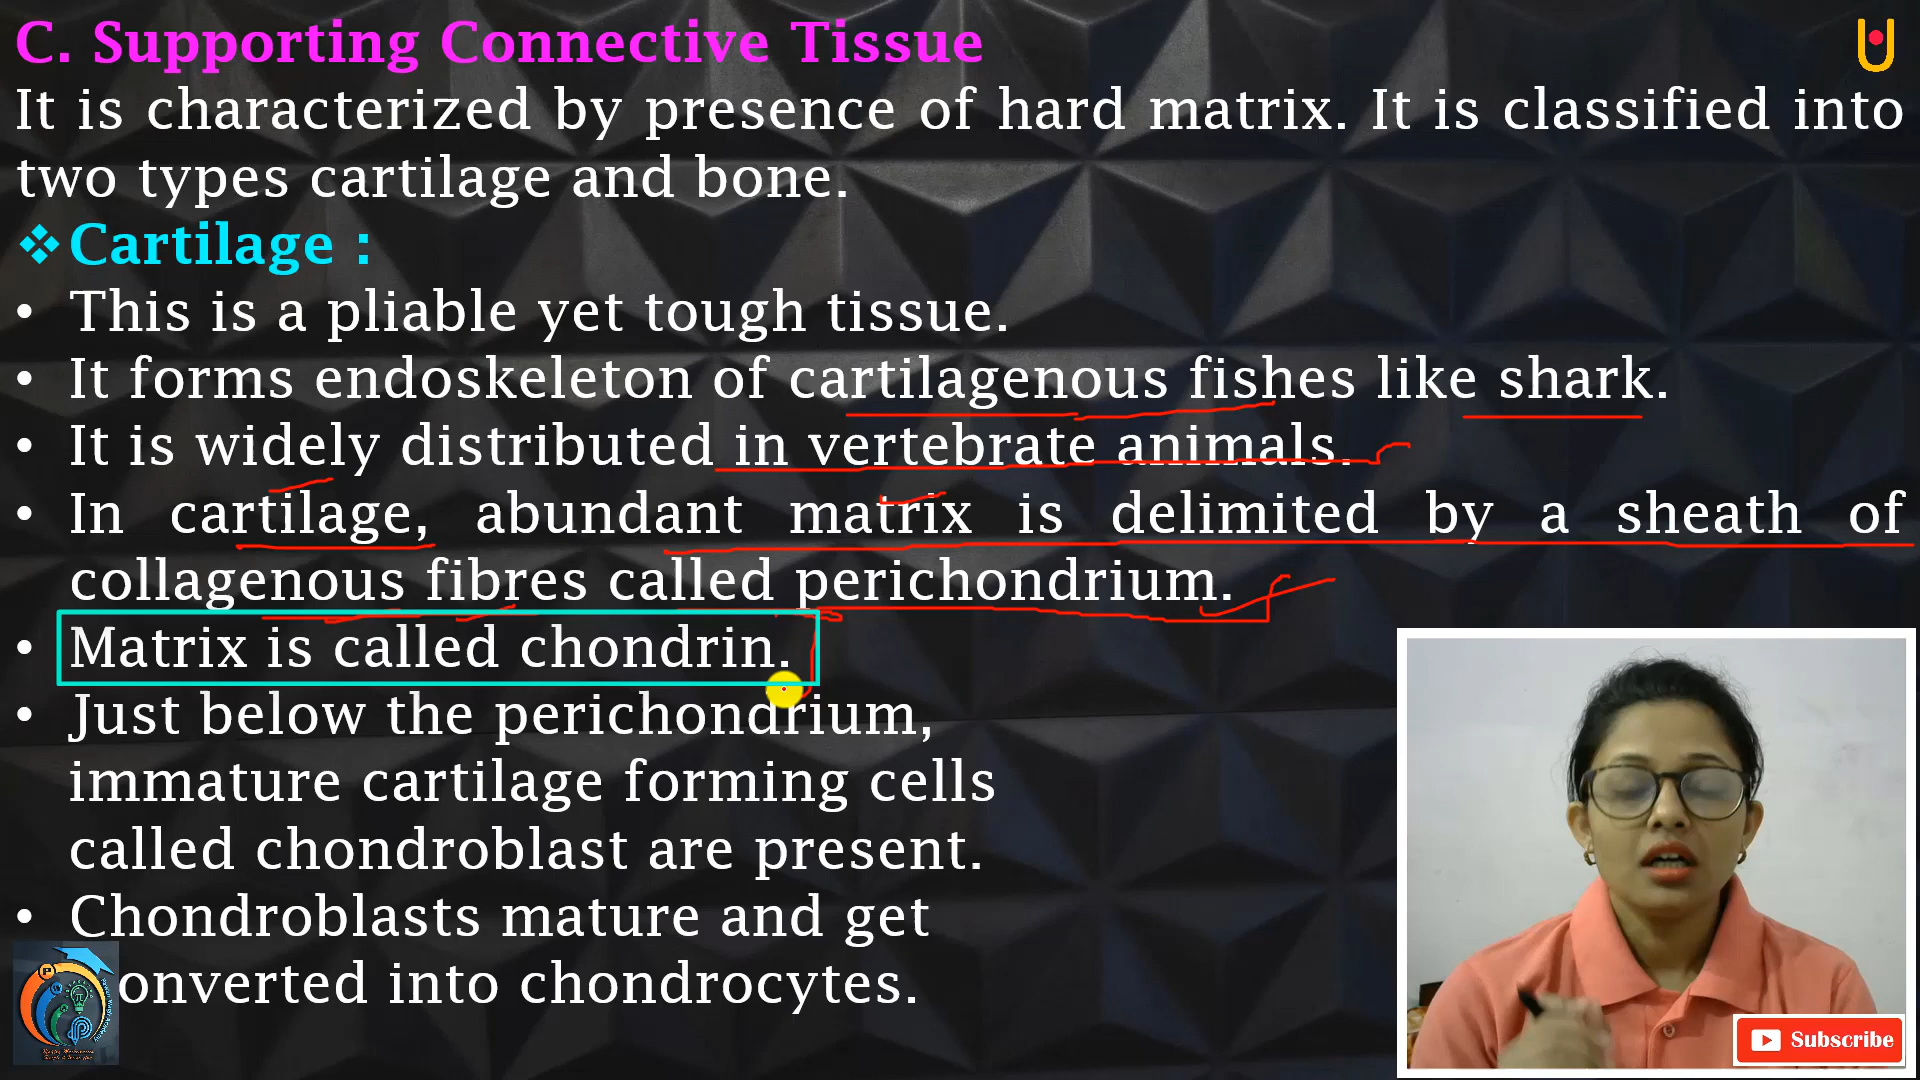 C. Supporting Connective Tissue
It is characterized by presence of hard matrix. It is classified into
two types cartilage and bone.
❖ Cartilage :
• This is a pliable yet tough tissue.
• It forms endoskeleton of cartilagenous fishes like shark.
• It is widely distributed in vertebrate animals.
• In cartilage, abundant matrix is delimited by a sheath of
collagenous fibres called perichondrium.
• Matrix is called chondrin.
• Just below the perichondrium,
immature cartilage forming cells
called chondroblast are present.
• Chondroblasts mature and get
onverted into chondrocytes.
Subscribe